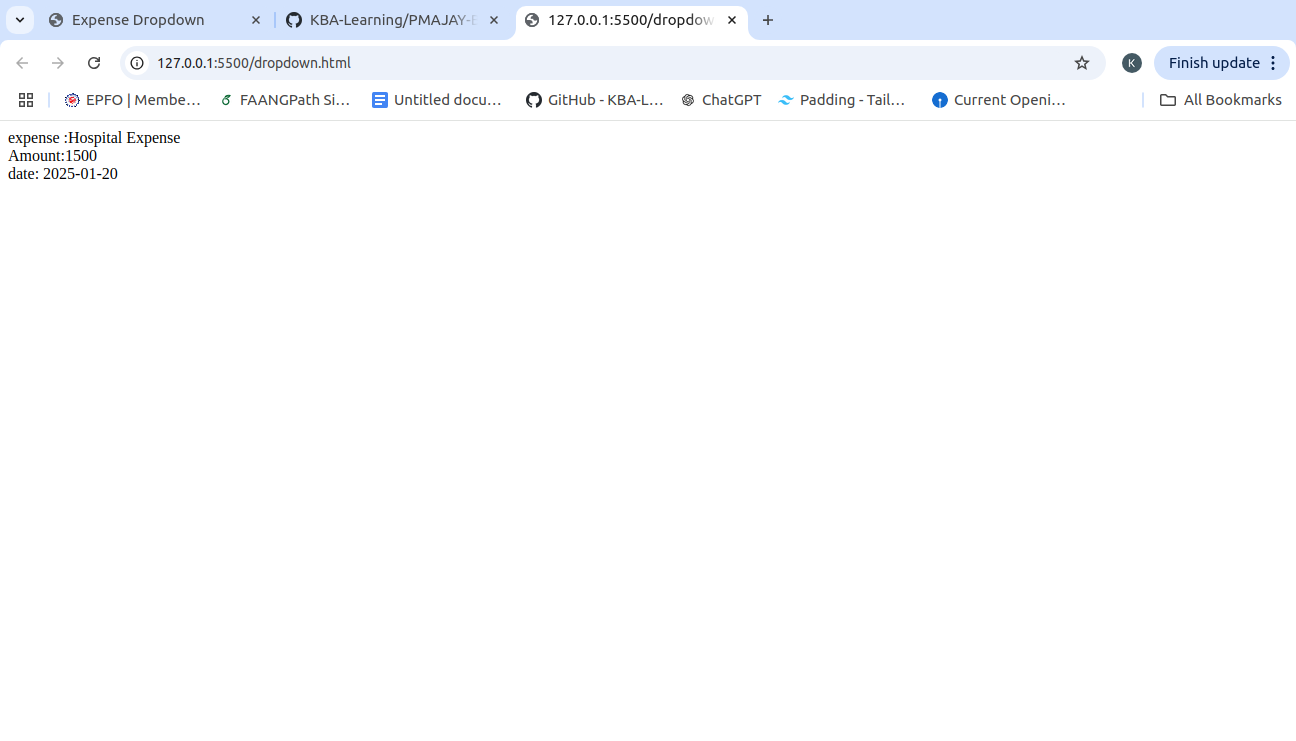 Expense Dropdown
KBA-Learning/PMAJAY-E
127.0.0.1:5500/dropdow
127.0.0.1:5500/dropdown.html
K
Finish update
EPFO | Membe...
FAANGPath Si...
Untitled docu...
GitHub - KBA-L...
ChatGPT
Padding - Tail...
Current Openi...
All Bookmarks
expense :Hospital Expense
Amount:1500
date: 2025-01-20